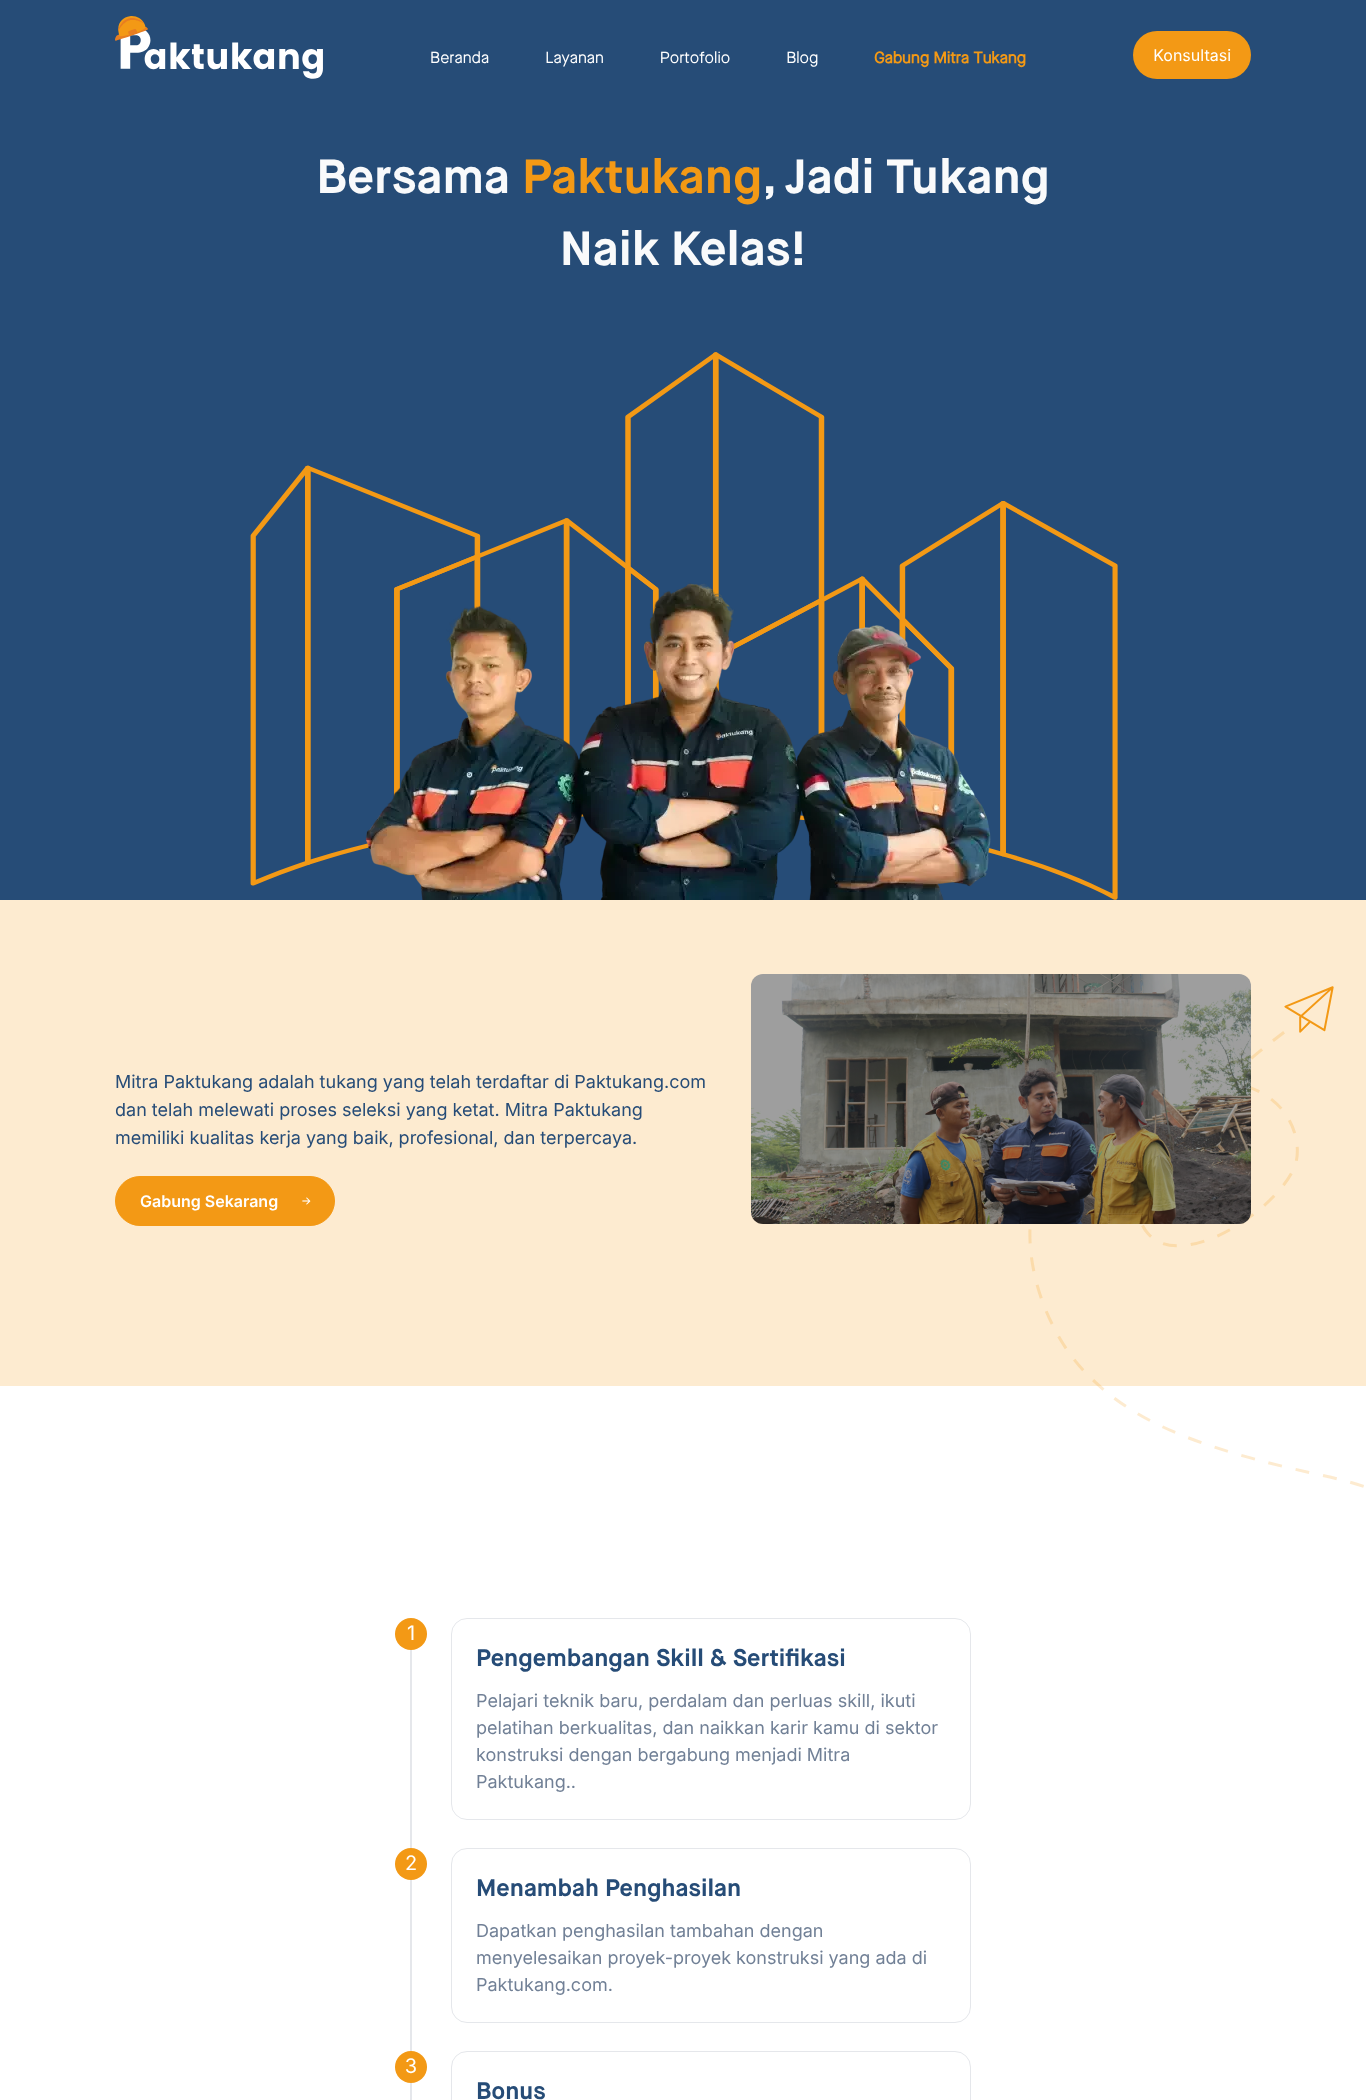 Paktukang
Beranda
Layanan
Portofolio
Blog
Gabung Mitra Tukang
Konsultasi
Bersama Paktukang, Jadi Tukang
Naik Kelas!
Paktukang
Paktukang
Paktukang
Mitra Paktukang adalah tukang yang telah terdaftar di Paktukang.com
dan telah melewati proses seleksi yang ketat. Mitra Paktukang
memiliki kualitas kerja yang baik, profesional, dan terpercaya.
Gabung Sekarang
1
Pengembangan Skill & Sertifikasi
Pelajari teknik baru, perdalam dan perluas skill, ikuti
pelatihan berkualitas, dan naikkan karir kamu di sektor
konstruksi dengan bergabung menjadi Mitra
Paktukang..
2
Menambah Penghasilan
Dapatkan penghasilan tambahan dengan
menyelesaikan proyek-proyek konstruksi yang ada di
Paktukang.com.
3
Bonus